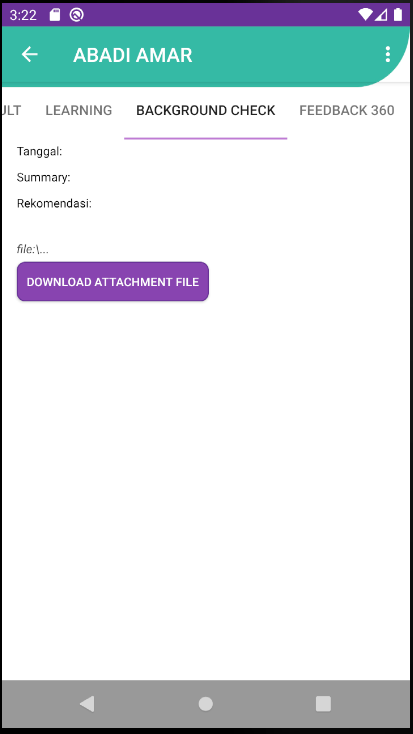 3:22
ABADI AMAR
ULT LEARNING BACKGROUND CHECK FEEDBACK 360
Tanggal:
Summary:
Rekomendasi:
file:\...
DOWNLOAD ATTACHMENT FILE